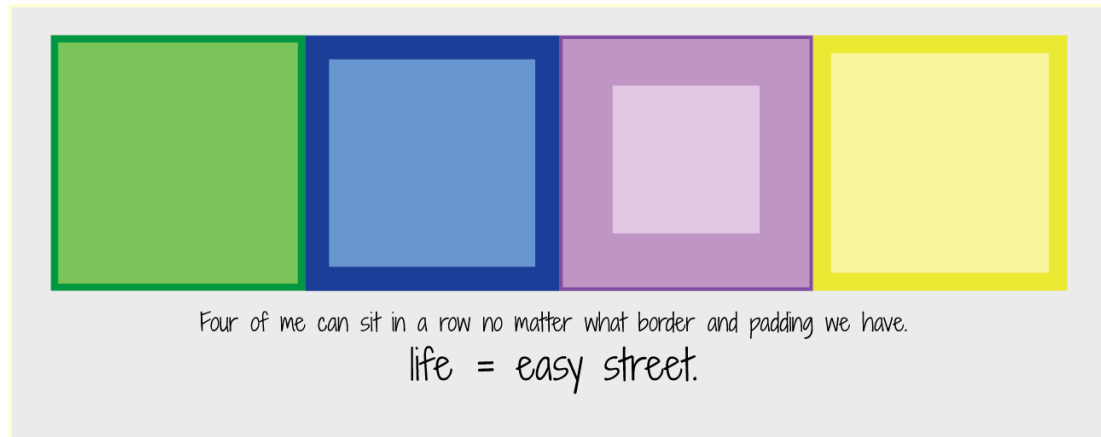 Four of me can sit in a row no matter what border and padding we have.
life = easy street.